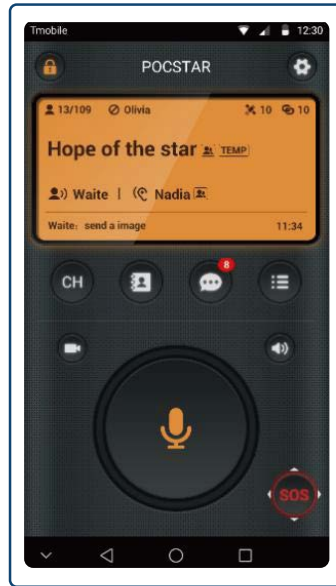 Tmobile 12:30
POCSTAR
13/109 Olivia 10 10
Hope of the star TEMP
Waite | Nadia
Waite: send a image 11:34
CH 8
SOS